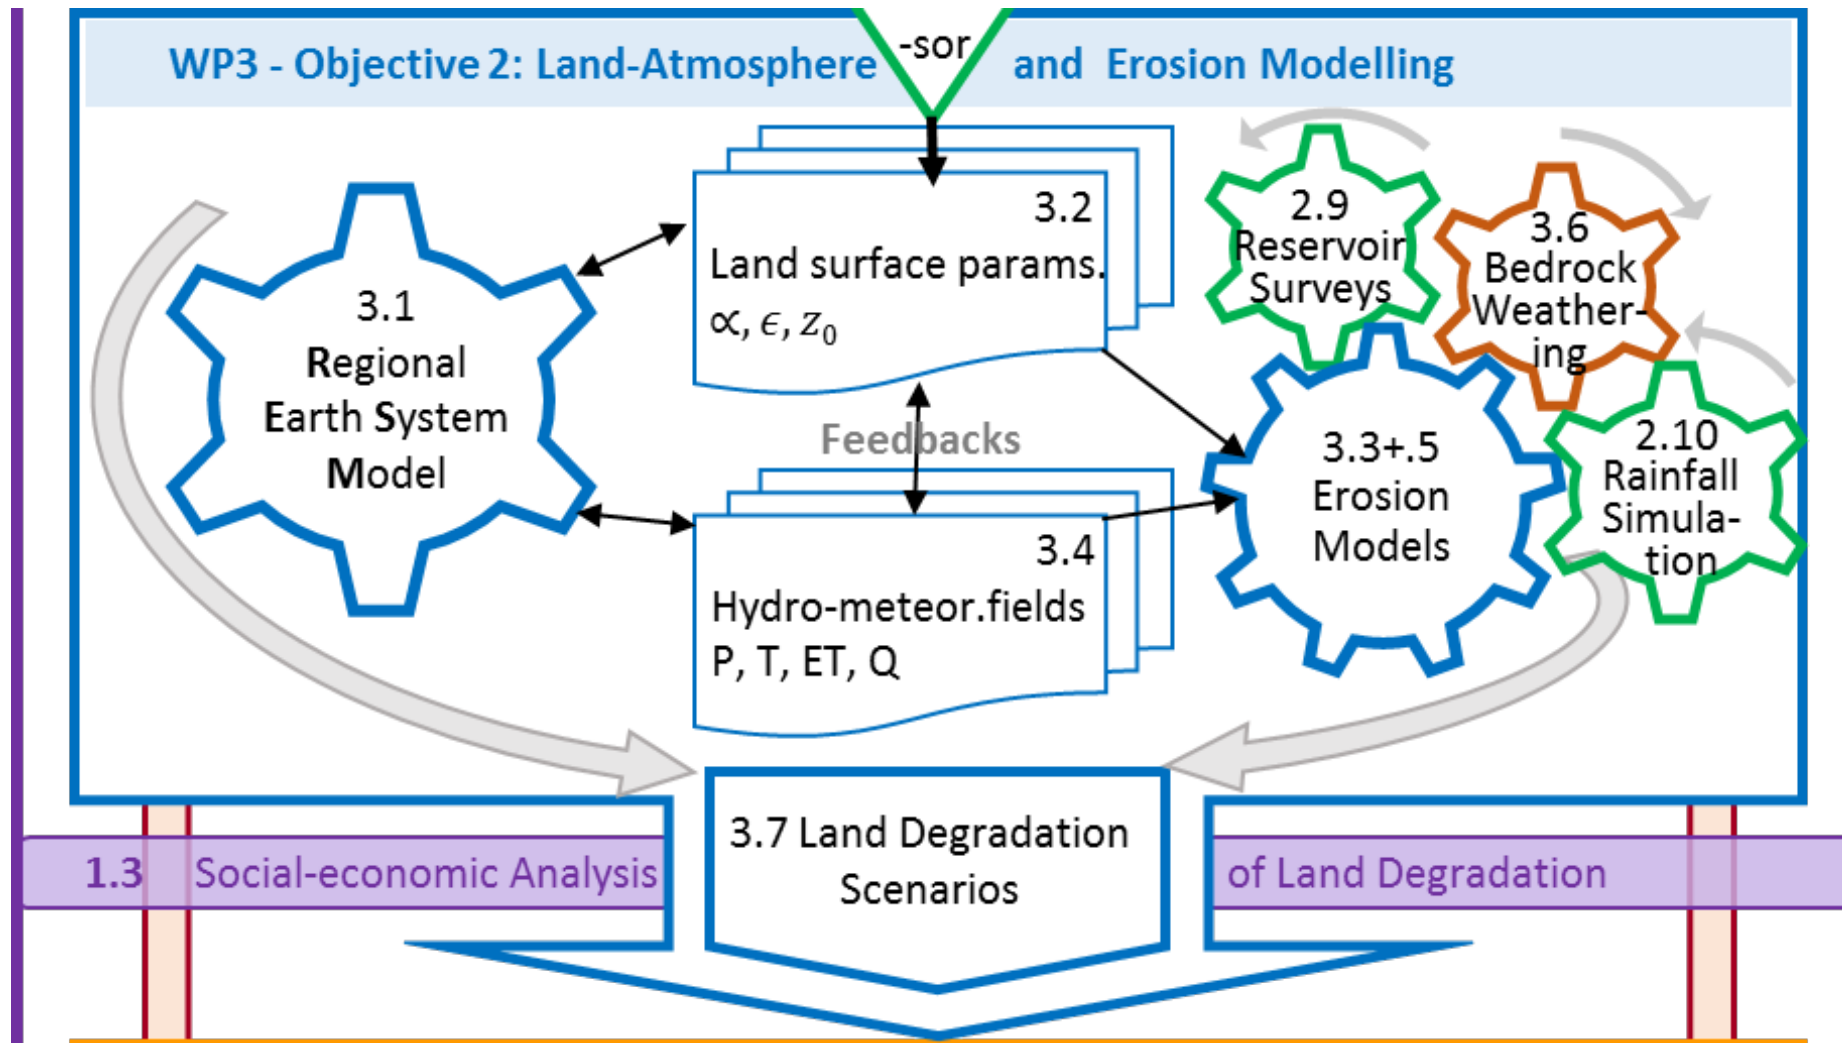 -sor
WP3 - Objective 2: Land-Atmosphere and Erosion Modelling
3.1
Regional
Earth System
Model
3.2
Land surface params.
∝, ϵ, z₀
Feedbacks
3.4
Hydro-meteor.fields
P, T, ET, Q
2.9
Reservoir
Surveys
3.6
Bedrock
Weather-
ing
3.3+.5
Erosion
Models
2.10
Rainfall
Simula-
tion
3.7 Land Degradation
Scenarios
1.3 Social-economic Analysis of Land Degradation